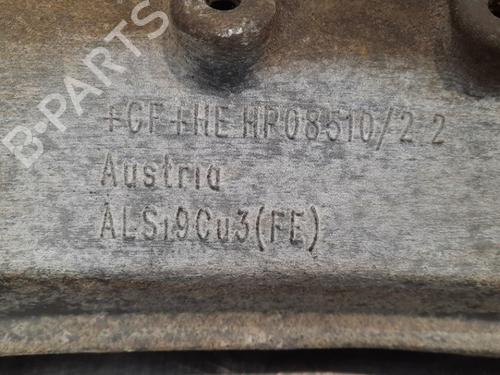 B-PARTS
+GF+HE HR08510/2 2
Austria
ALSi9Cu3(FE)